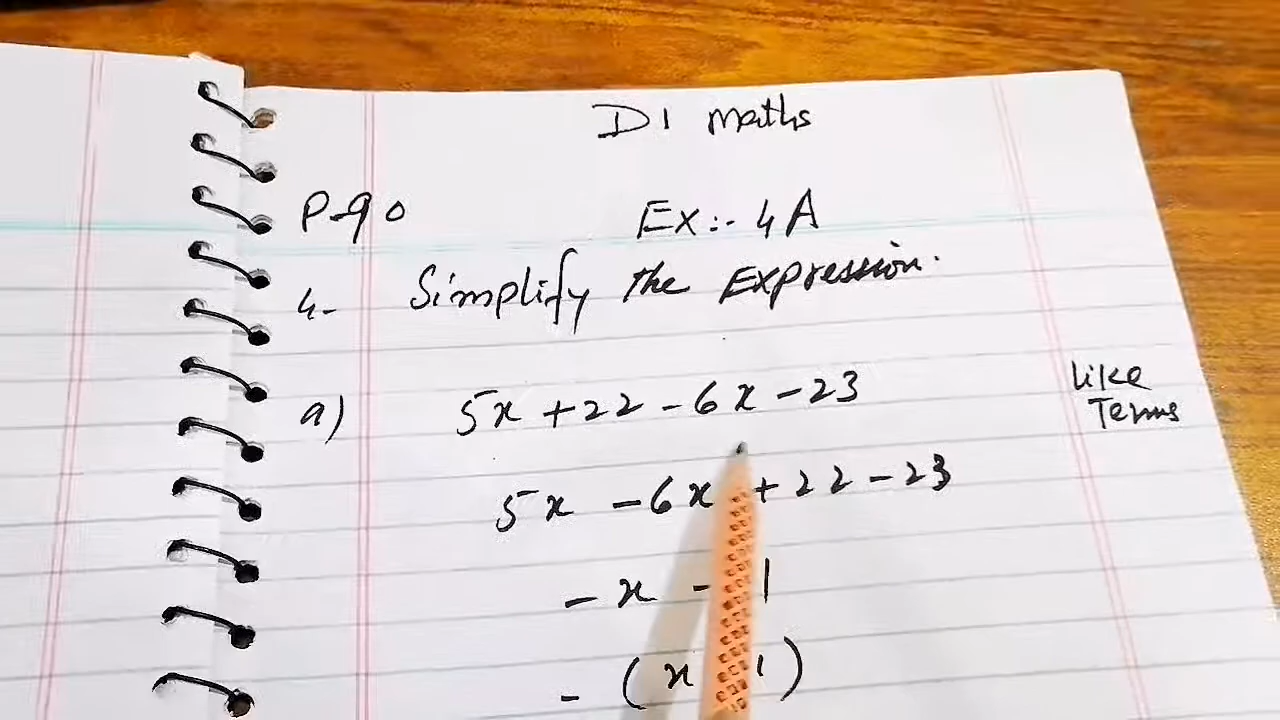 D1 maths
P-90 Ex:- 4A
4- Simplify the Expression.
a) 5x + 22 - 6x - 23
like
Terms
5x - 6x + 22 - 23
- x - 1
- (x 1)